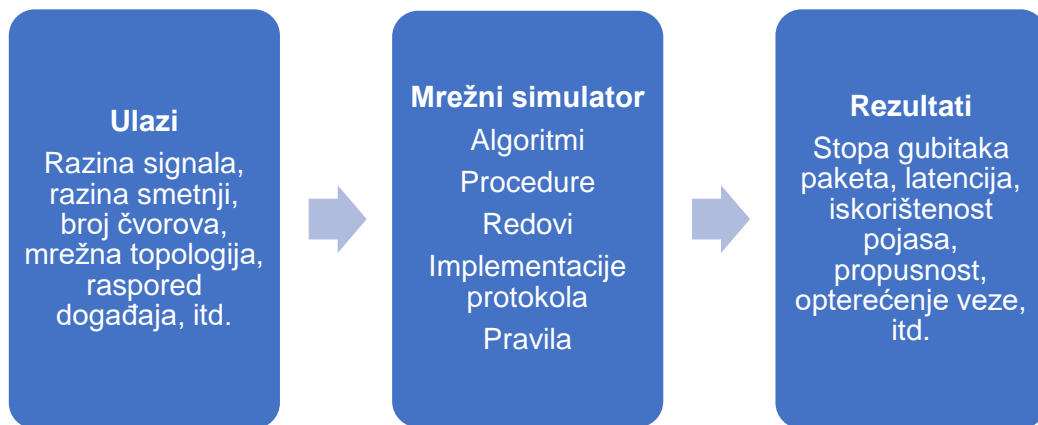 Ulazi
Razina signala,
razina smetnji,
broj čvorova,
mrežna topologija,
raspored
događaja, itd.
Mrežni simulator
Algoritmi
Procedure
Redovi
Implementacije
protokola
Pravila
Rezultati
Stopa gubitaka
paketa, latencija,
iskorištenost
pojasa,
propusnost,
opterećenje veze,
itd.